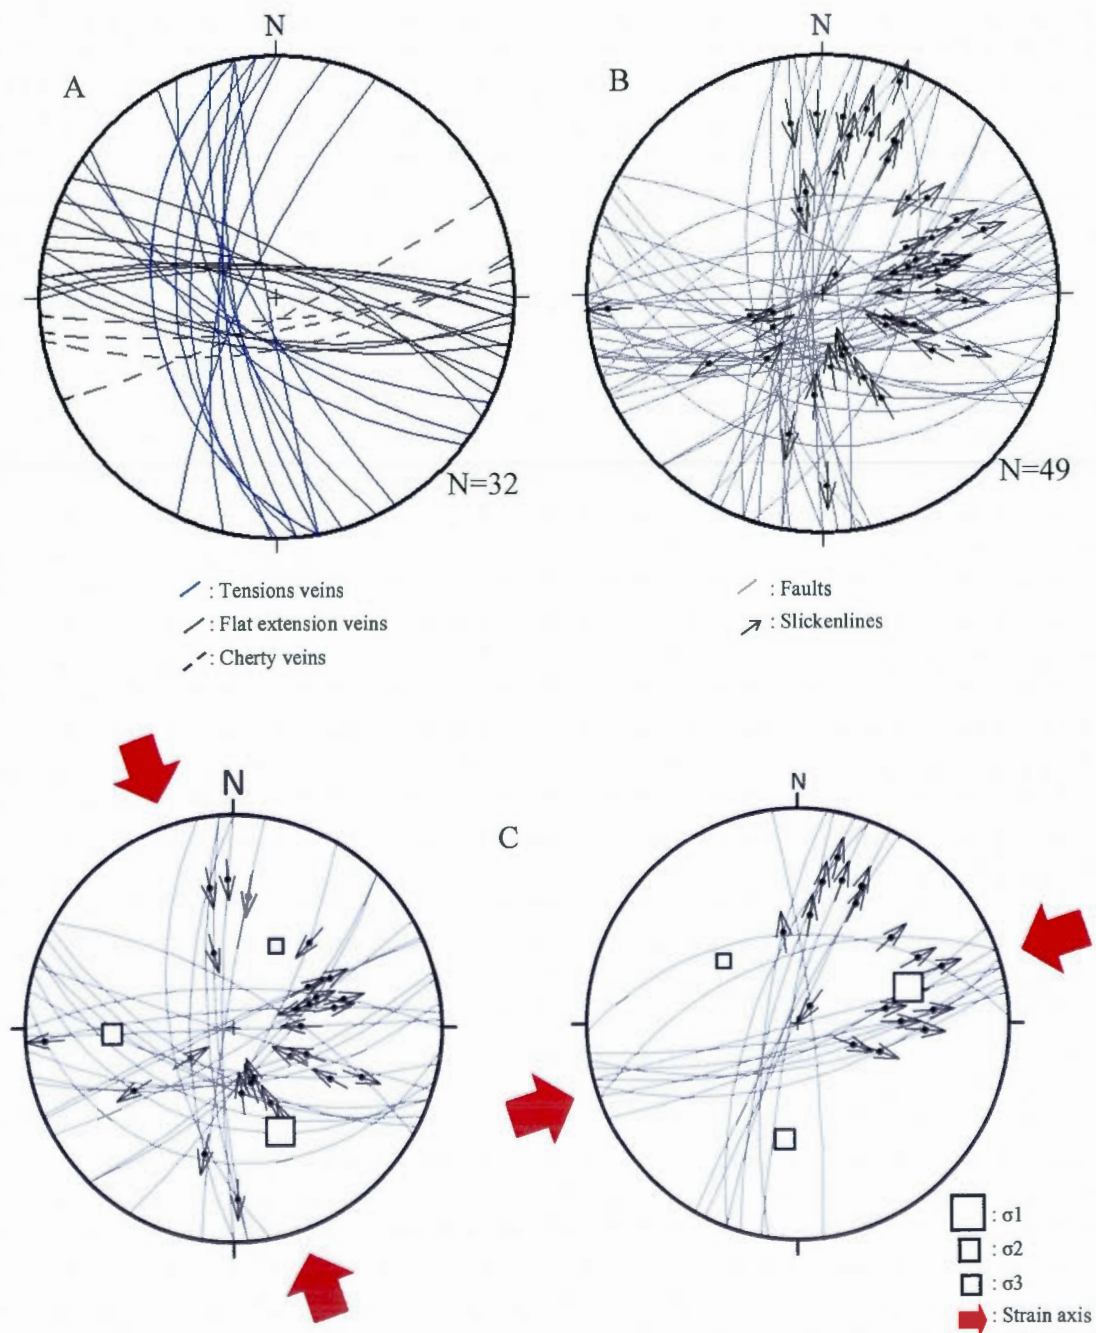 N
N
A
B
N=32
N=49
: Tensions veins
: Flat extension veins
: Cherty veins
: Faults
: Slickenlines
N
N
C
: σ1
: σ2
: σ3
: Strain axis